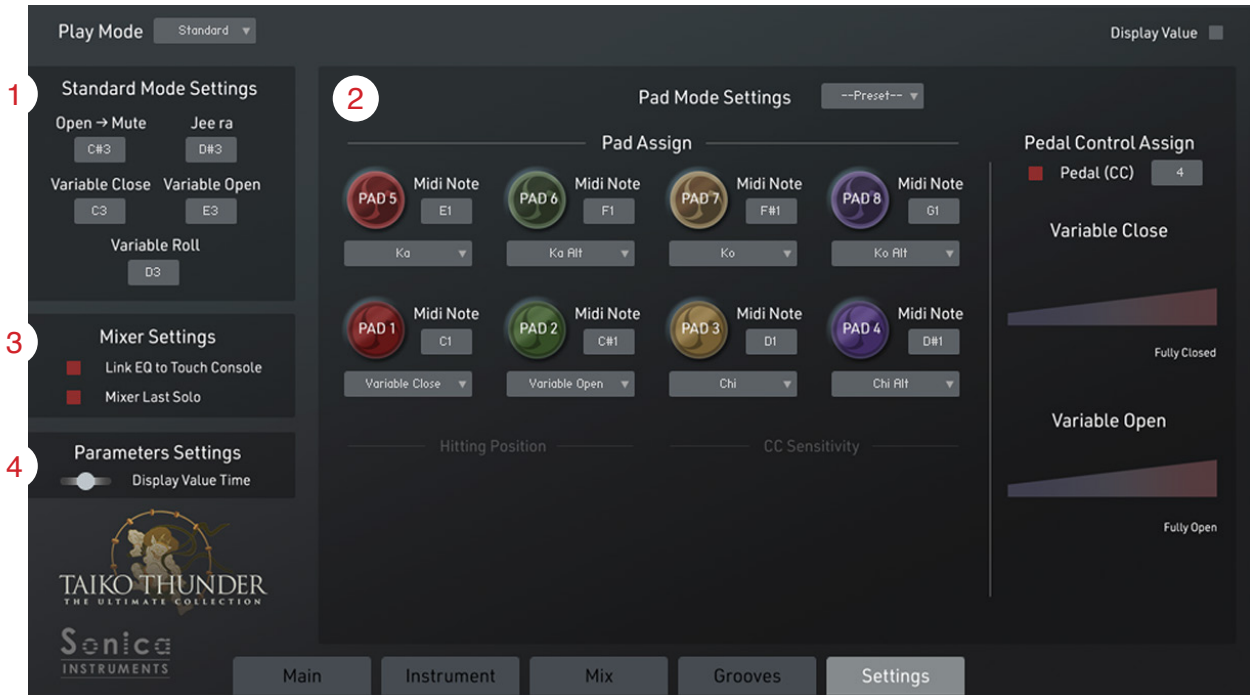 Play Mode Standard
Display Value
1
Standard Mode Settings
Open → Mute Jee ra
C#3 D#3
Variable Close Variable Open
C3 E3
Variable Roll
D3
3
Mixer Settings
Link EQ to Touch Console
Mixer Last Solo
4
Parameters Settings
Display Value Time
TAIKO THUNDER
THE ULTIMATE COLLECTION
Sonica
INSTRUMENTS
2
Pad Mode Settings --Preset--
Pad Assign
PAD 5 Midi Note E1
Ka
PAD 6 Midi Note F1
Ka Alt
PAD 7 Midi Note F#1
Ko
PAD 8 Midi Note G1
Ko Alt
PAD 1 Midi Note C1
Variable Close
PAD 2 Midi Note C#1
Variable Open
PAD 3 Midi Note D1
Chi
PAD 4 Midi Note D#1
Chi Alt
Hitting Position
CC Sensitivity
Pedal Control Assign
Pedal (CC) 4
Variable Close
Fully Closed
Variable Open
Fully Open
Main Instrument Mix Grooves Settings